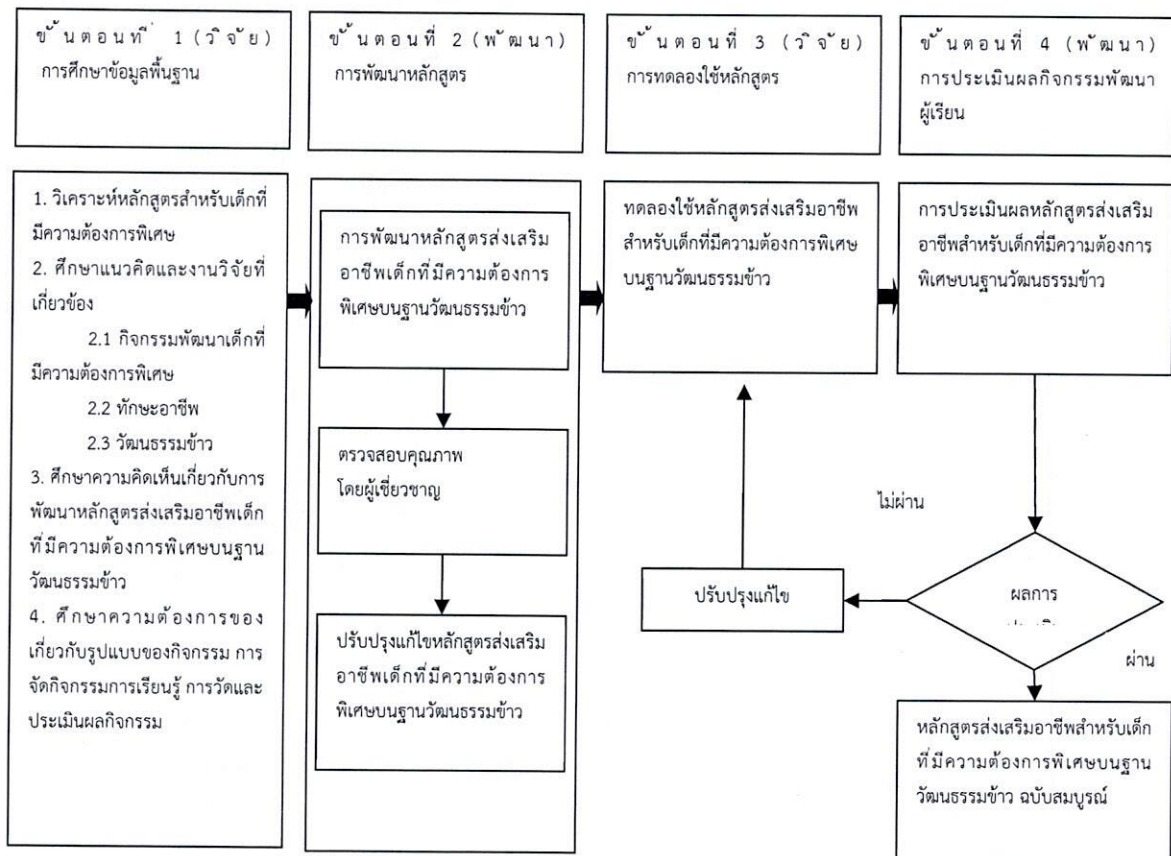 ขั้นตอนที่ 1 (วิจัย)
การศึกษาข้อมูลพื้นฐาน
ขั้นตอนที่ 2 (พัฒนา)
การพัฒนาหลักสูตร
ขั้นตอนที่ 3 (วิจัย)
การทดลองใช้หลักสูตร
ขั้นตอนที่ 4 (พัฒนา)
การประเมินผลกิจกรรมพัฒนา
ผู้เรียน
1. วิเคราะห์หลักสูตรสำหรับเด็กที่
มีความต้องการพิเศษ
2. ศึกษาแนวคิดและงานวิจัยที่
เกี่ยวข้อง
2.1 กิจกรรมพัฒนาเด็กที่
มีความต้องการพิเศษ
2.2 ทักษะอาชีพ
2.3 วัฒนธรรมข้าว
3. ศึกษาความคิดเห็นเกี่ยวกับการ
พัฒนาหลักสูตรส่งเสริมอาชีพเด็ก
ที่มีความต้องการพิเศษบนฐาน
วัฒนธรรมข้าว
4. ศึกษาความต้องการของ
เกี่ยวกับรูปแบบของกิจกรรม การ
จัดกิจกรรมการเรียนรู้ การวัดและ
ประเมินผลกิจกรรม
การพัฒนาหลักสูตรส่งเสริม
อาชีพเด็กที่มีความต้องการ
พิเศษบนฐานวัฒนธรรมข้าว
ตรวจสอบคุณภาพ
โดยผู้เชี่ยวชาญ
ปรับปรุงแก้ไขหลักสูตรส่งเสริม
อาชีพเด็กที่มีความต้องการ
พิเศษบนฐานวัฒนธรรมข้าว
ทดลองใช้หลักสูตรส่งเสริมอาชีพ
สำหรับเด็กที่มีความต้องการพิเศษ
บนฐานวัฒนธรรมข้าว
การประเมินผลหลักสูตรส่งเสริม
อาชีพสำหรับเด็กที่มีความต้องการ
พิเศษบนฐานวัฒนธรรมข้าว
ไม่ผ่าน
ปรับปรุงแก้ไข
ผลการ
ผ่าน
หลักสูตรส่งเสริมอาชีพสำหรับเด็ก
ที่มีความต้องการพิเศษบนฐาน
วัฒนธรรมข้าว ฉบับสมบูรณ์